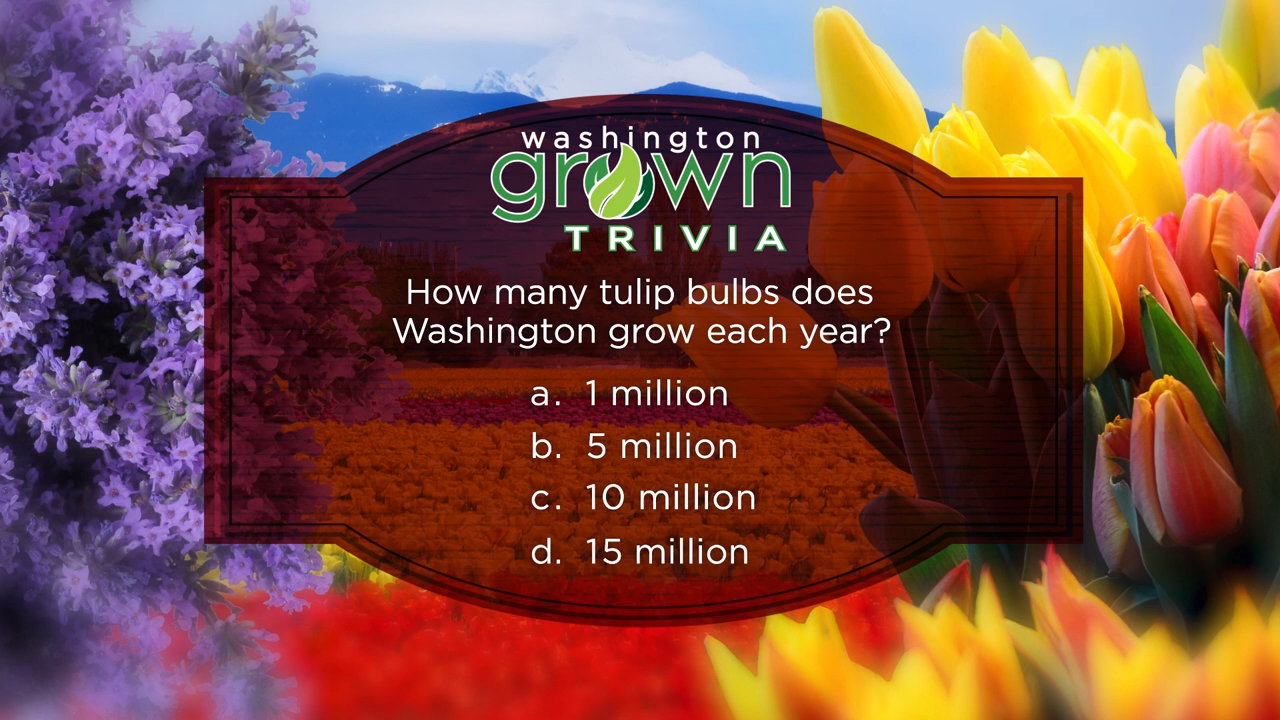 washington
grown
TRIVIA
How many tulip bulbs does
Washington grow each year?
a. 1 million
b. 5 million
c. 10 million
d. 15 million